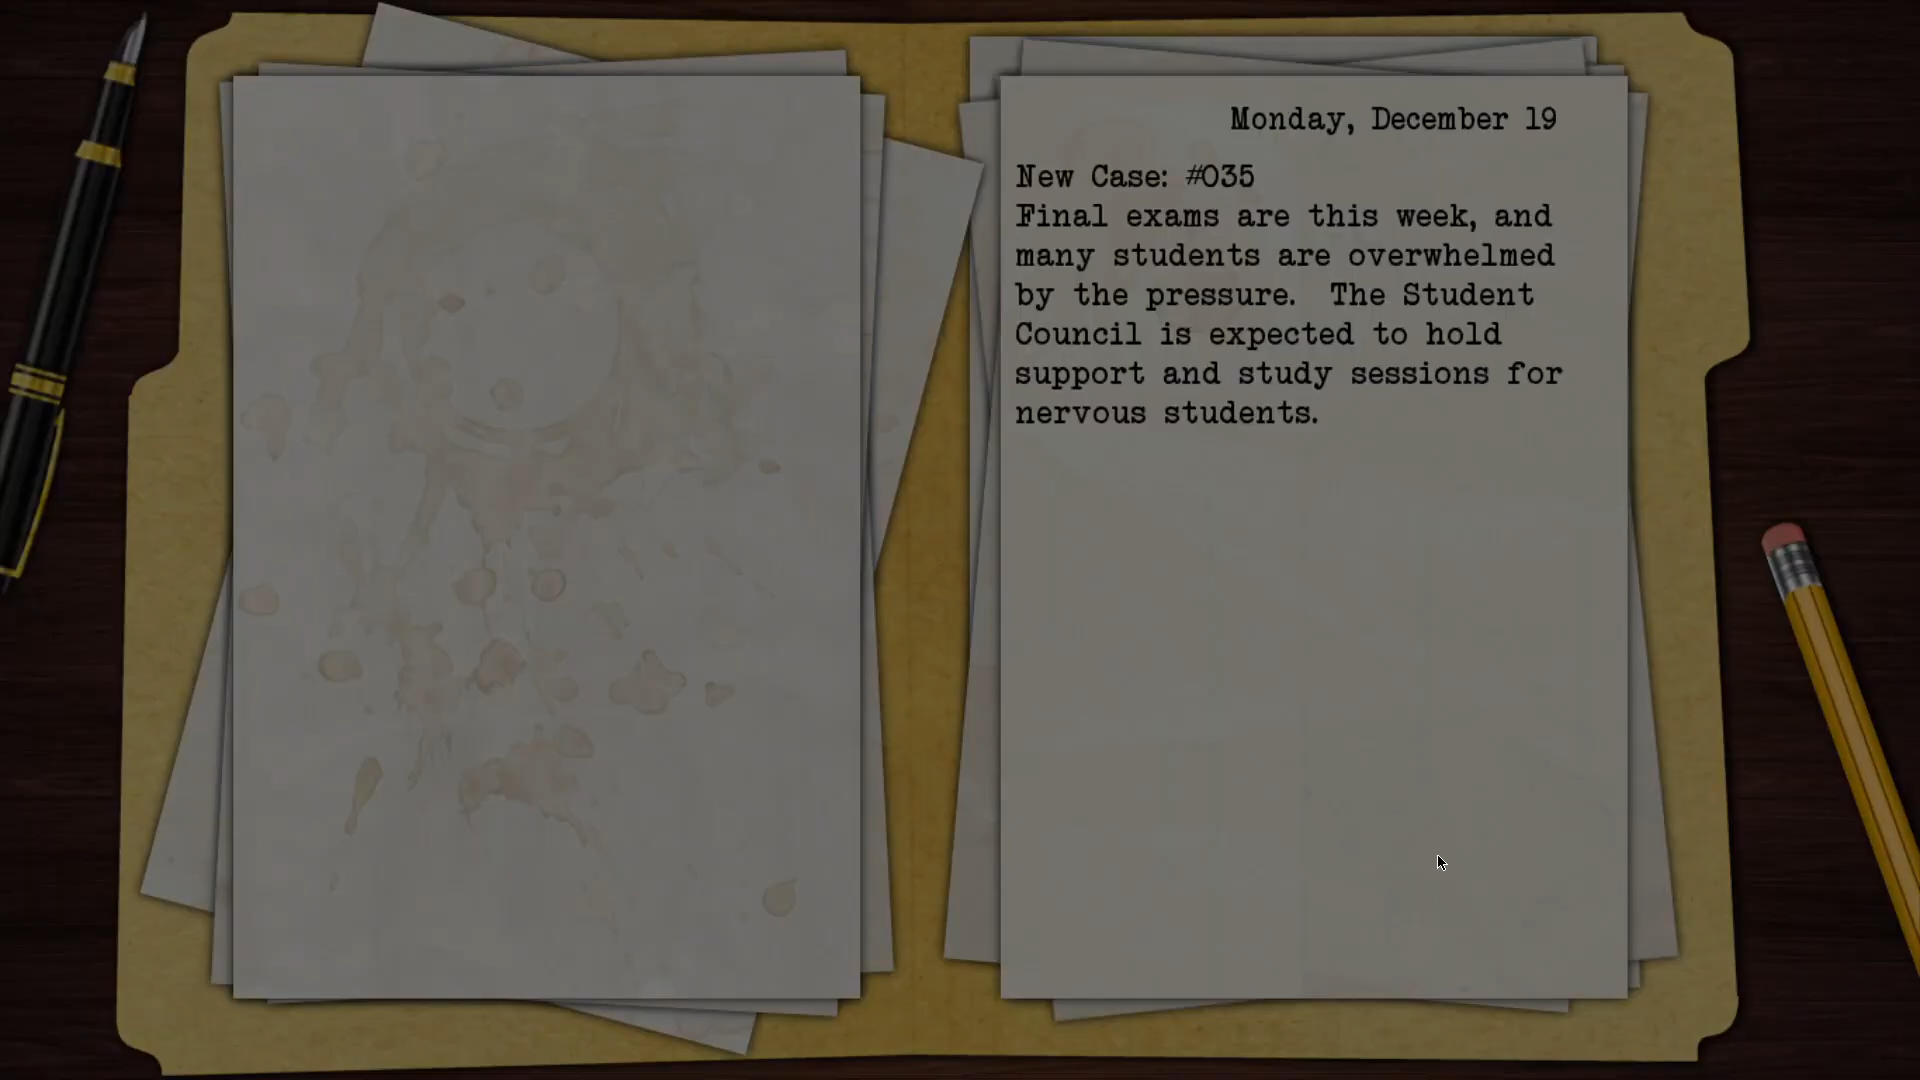 Monday, December 19
New Case: #035
Final exams are this week, and
many students are overwhelmed
by the pressure.  The Student
Council is expected to hold
support and study sessions for
nervous students.